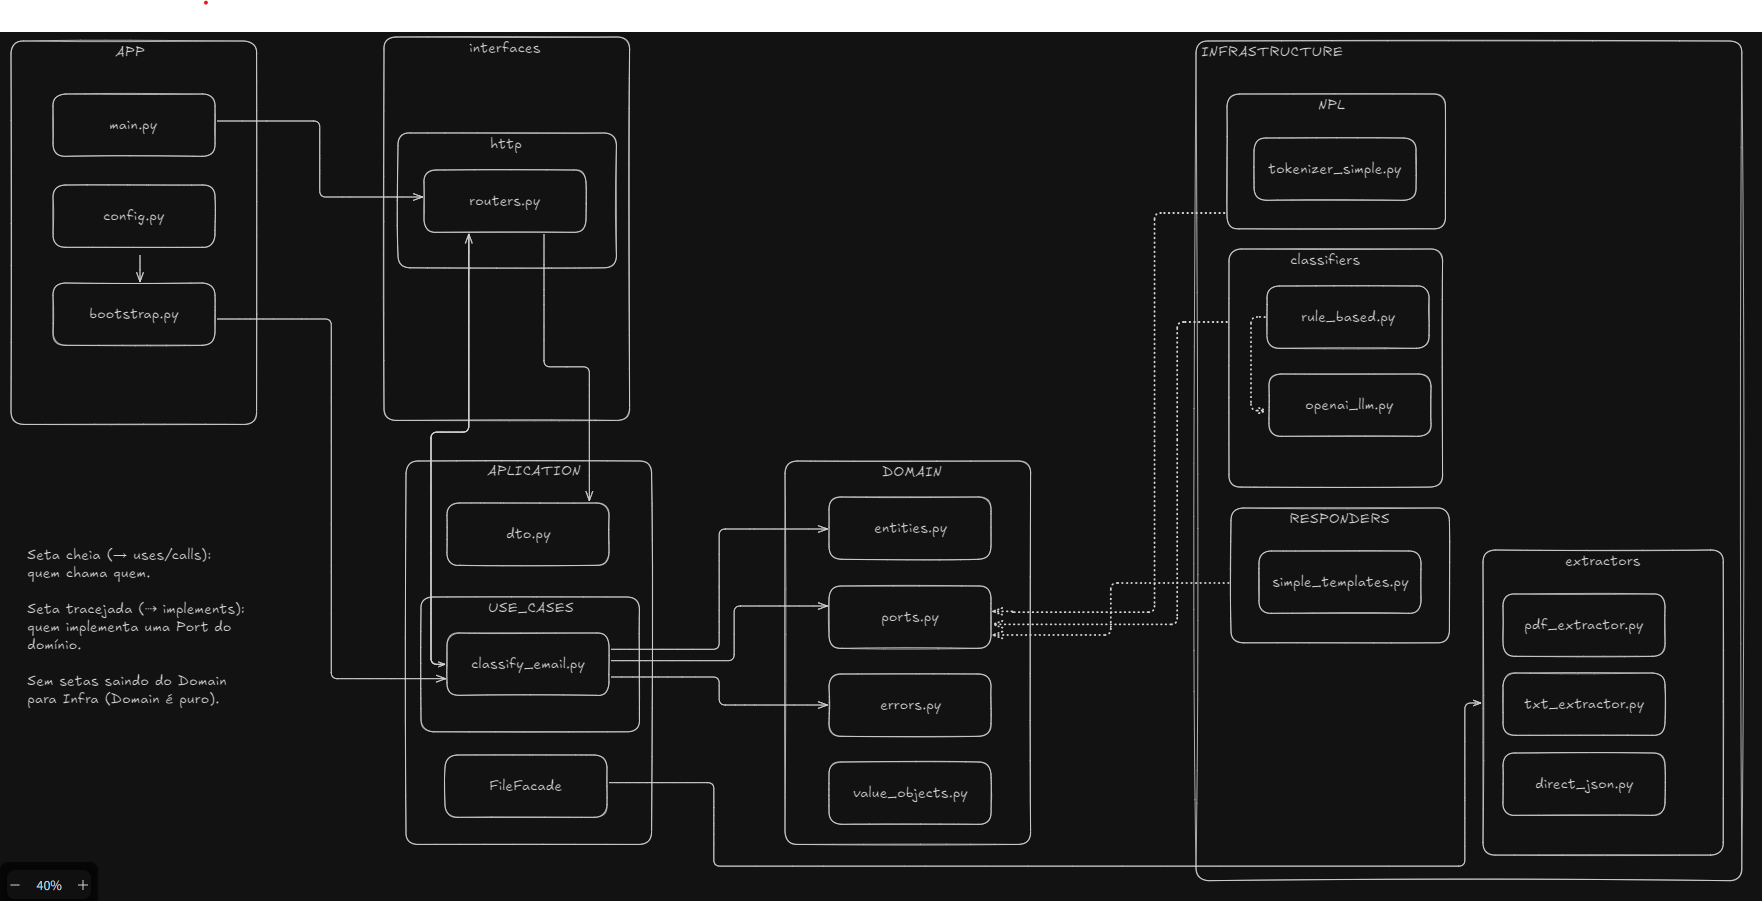 APP
main.py
config.py
bootstrap.py
interfaces
http
routers.py
APLICATION
dto.py
USE_CASES
classify_email.py
FileFacade
DOMAIN
entities.py
ports.py
errors.py
value_objects.py
INFRASTRUCTURE
NPL
tokenizer_simple.py
classifiers
rule_based.py
openai_llm.py
RESPONDERS
simple_templates.py
extractors
pdf_extractor.py
txt_extractor.py
direct_json.py
Seta cheia (→ uses/calls):
quem chama quem.
Seta tracejada (⇢ implements):
quem implementa uma Port do
domínio.
Sem setas saindo do Domain
para Infra (Domain é puro).
− 40% +